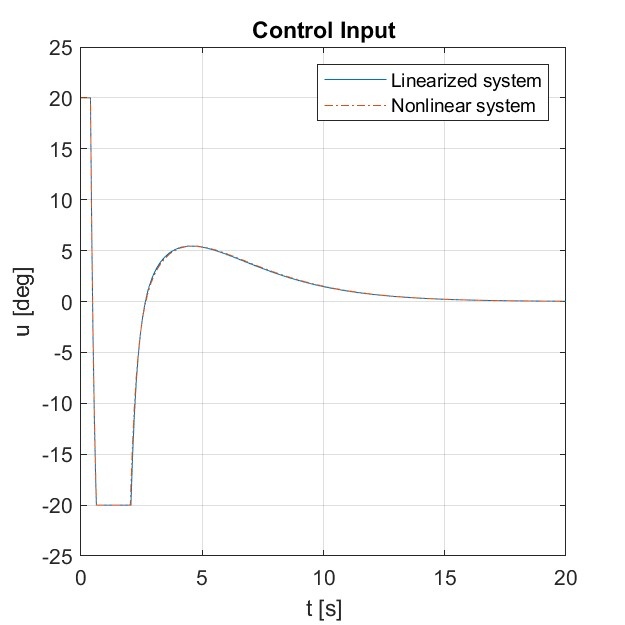 Control Input
Linearized system
Nonlinear system
25
20
15
10
5
0
-5
-10
-15
-20
-25
u [deg]
0 5 10 15 20
t [s]